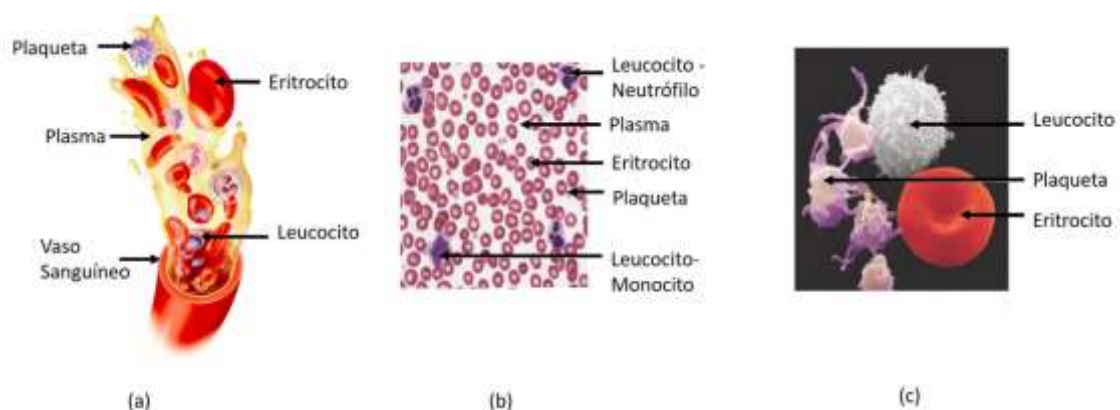 Plaqueta
Eritrocito
Plasma
Leucocito
Vaso
Sanguíneo
(a)
Leucocito -
Neutrófilo
Plasma
Eritrocito
Plaqueta
Leucocito-
Monocito
(b)
Leucocito
Plaqueta
Eritrocito
(c)